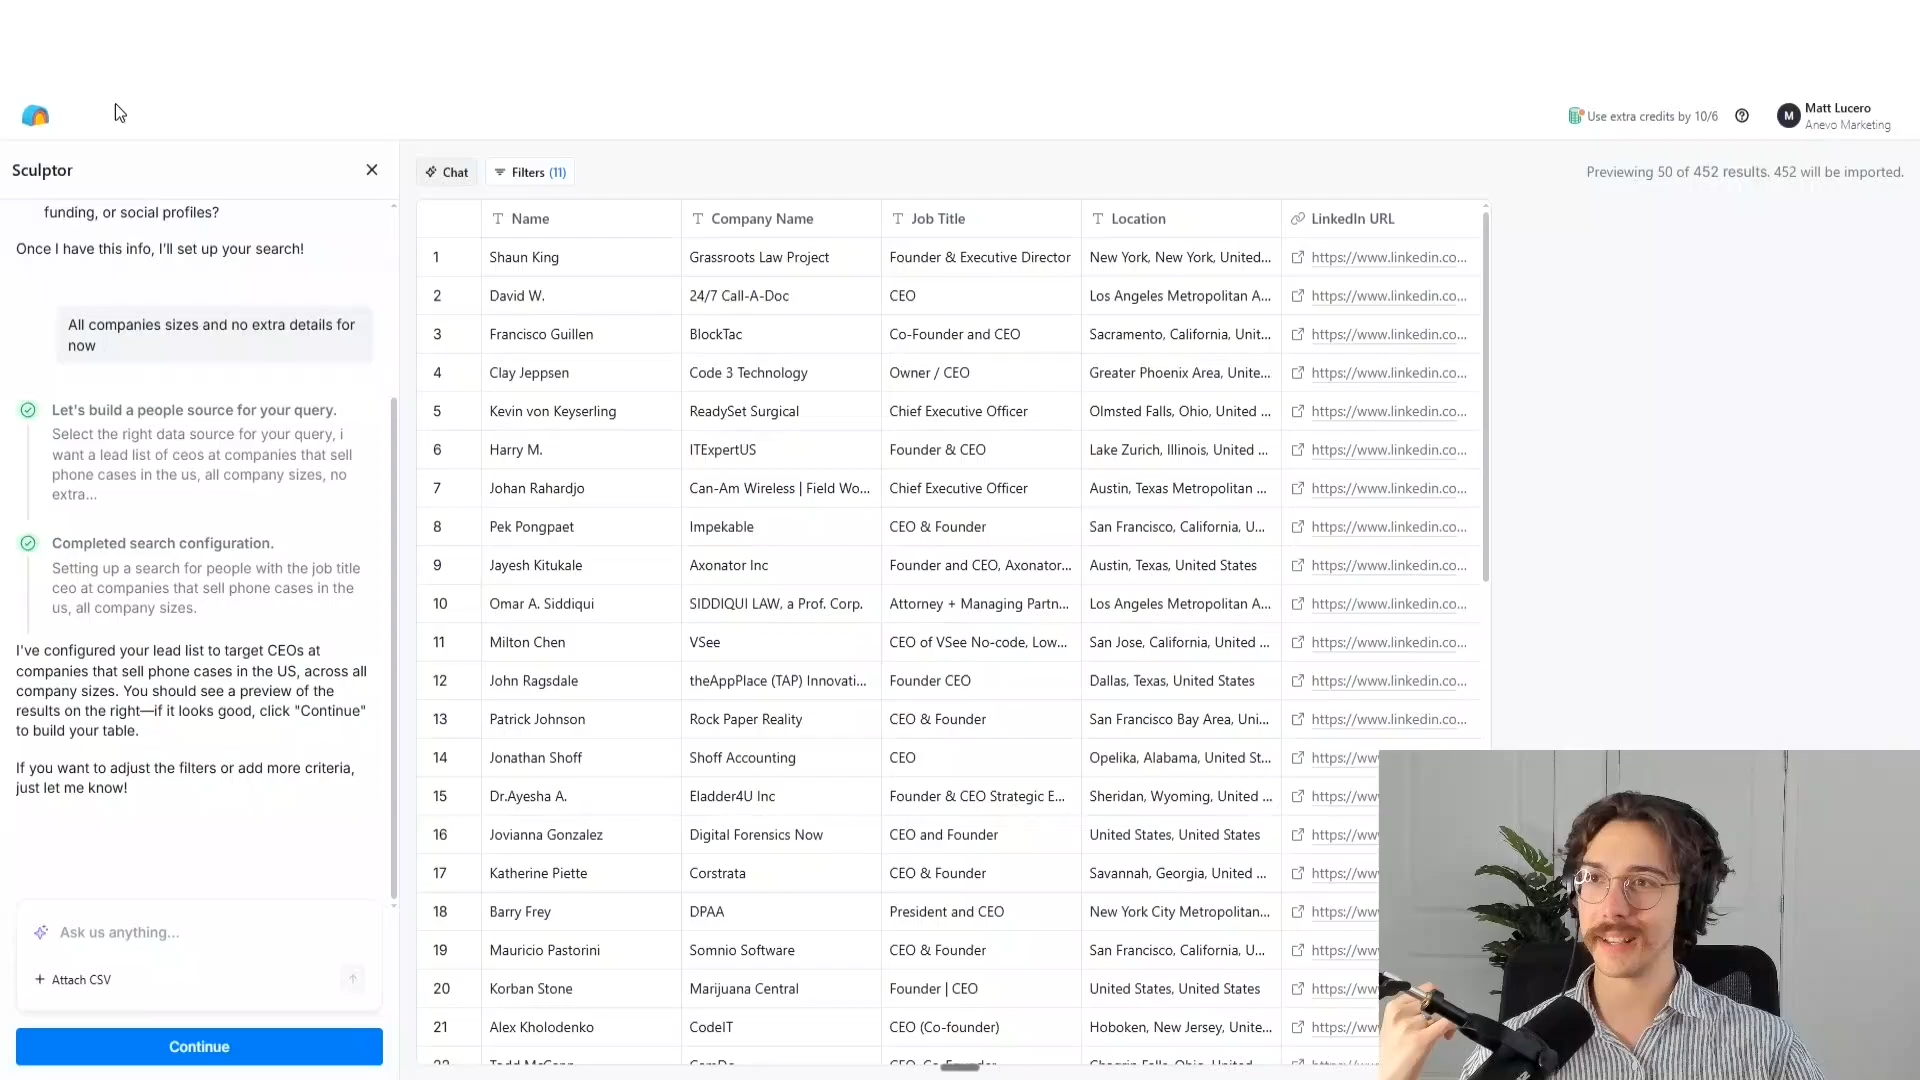 Use extra credits by 10/6
M
Matt Lucero
Anevo Marketing
Sculptor
funding, or social profiles?
Once I have this info, I'll set up your search!
All companies sizes and no extra details for
now
Let's build a people source for your query.
Select the right data source for your query, i
want a lead list of ceos at companies that sell
phone cases in the us, all company sizes, no
extra...
Completed search configuration.
Setting up a search for people with the job title
ceo at companies that sell phone cases in the
us, all company sizes.
I've configured your lead list to target CEOs at
companies that sell phone cases in the US, across all
company sizes. You should see a preview of the
results on the right—if it looks good, click "Continue"
to build your table.
If you want to adjust the filters or add more criteria,
just let me know!
Ask us anything...
+ Attach CSV
Continue
Chat Filters (11)
Previewing 50 of 452 results. 452 will be imported.
Name Company Name Job Title Location LinkedIn URL
1 Shaun King Grassroots Law Project Founder & Executive Director New York, New York, United... https://www.linkedin.co...
2 David W. 24/7 Call-A-Doc CEO Los Angeles Metropolitan A... https://www.linkedin.co...
3 Francisco Guillen BlockTac Co-Founder and CEO Sacramento, California, Unit... https://www.linkedin.co...
4 Clay Jeppsen Code 3 Technology Owner / CEO Greater Phoenix Area, Unite... https://www.linkedin.co...
5 Kevin von Keyserling ReadySet Surgical Chief Executive Officer Olmsted Falls, Ohio, United ... https://www.linkedin.co...
6 Harry M. ITExpertUS Founder & CEO Lake Zurich, Illinois, United ... https://www.linkedin.co...
7 Johan Rahardjo Can-Am Wireless | Field Wo... Chief Executive Officer Austin, Texas Metropolitan ... https://www.linkedin.co...
8 Pek Pongpaet Impekable CEO & Founder San Francisco, California, U... https://www.linkedin.co...
9 Jayesh Kitukale Axonator Inc Founder and CEO, Axonator... Austin, Texas, United States https://www.linkedin.co...
10 Omar A. Siddiqui SIDDIQUI LAW, a Prof. Corp. Attorney + Managing Partn... Los Angeles Metropolitan A... https://www.linkedin.co...
11 Milton Chen VSee CEO of VSee No-code, Low... San Jose, California, United ... https://www.linkedin.co...
12 John Ragsdale theAppPlace (TAP) Innovati... Founder CEO Dallas, Texas, United States https://www.linkedin.co...
13 Patrick Johnson Rock Paper Reality CEO & Founder San Francisco Bay Area, Uni... https://www.linkedin.co...
14 Jonathan Shoff Shoff Accounting CEO Opelika, Alabama, United St... https://ww
15 Dr.Ayesha A. Eladder4U Inc Founder & CEO Strategic E... Sheridan, Wyoming, United ... https://ww
16 Jovianna Gonzalez Digital Forensics Now CEO and Founder United States, United States https://ww
17 Katherine Piette Corstrata CEO & Founder Savannah, Georgia, United ... https://ww
18 Barry Frey DPAA President and CEO New York City Metropolitan... https://ww
19 Mauricio Pastorini Somnio Software CEO & Founder San Francisco, California, U... https://ww
20 Korban Stone Marijuana Central Founder | CEO United States, United States https://ww
21 Alex Kholodenko CodeIT CEO (Co-founder) Hoboken, New Jersey, Unite... https://ww